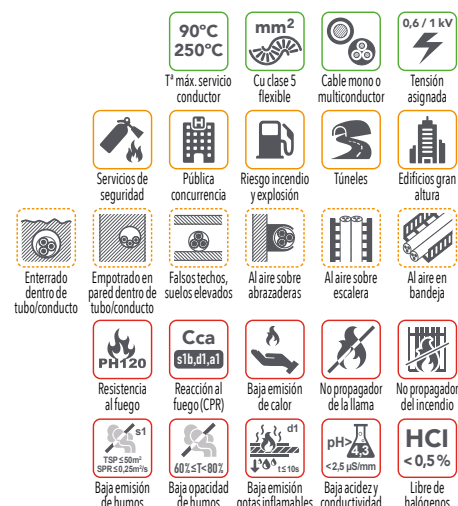 90°C
250°C
mm²
0,6 / 1 kV
Tª máx. servicio
conductor
Cu clase 5
flexible
Cable mono o
multiconductor
Tensión
asignada
H
Servicios de
seguridad
Pública
concurrencia
Riesgo incendio
y explosión
Túneles
Edificios gran
altura
Enterrado
dentro de
tubo/conducto
Empotrado en
pared dentro de
tubo/conducto
Falsos techos,
suelos elevados
Al aire sobre
abrazaderas
Al aire sobre
escalera
Al aire en
bandeja
PH120
Cca
s1b,d1,a1
Resistencia
al fuego
Reacción al
fuego (CPR)
Baja emisión
de calor
No propagador
de la llama
No propagador
del incendio
s1
TSP≤50m²
SPR≤0,25m²/s
60%≤T<80%
d1
t≤10s
pH>4,3
<2,5 µS/mm
HCl
<0,5%
Baja emisión
de humos
Baja opacidad
de humos
Baja emisión
gotas inflamables
Baja acidez y
conductividad
Libre de
halógenos